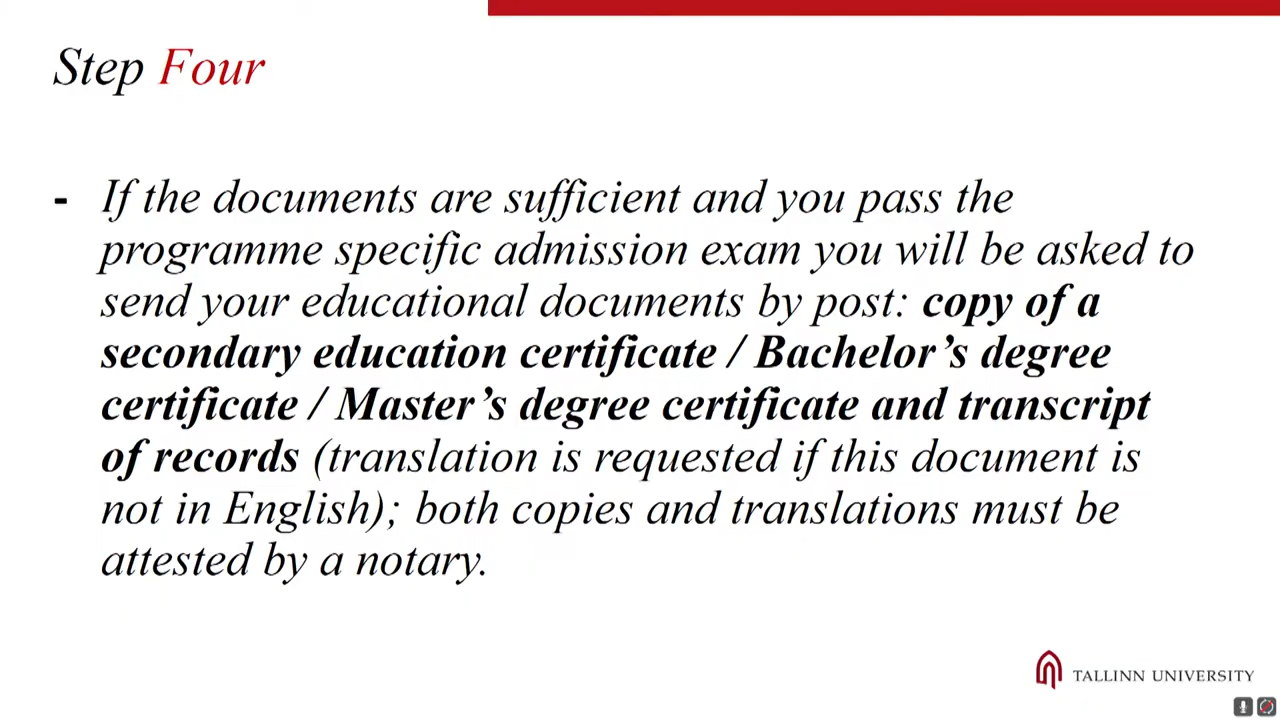 Step Four
- If the documents are sufficient and you pass the
programme specific admission exam you will be asked to
send your educational documents by post: copy of a
secondary education certificate / Bachelor’s degree
certificate / Master’s degree certificate and transcript
of records (translation is requested if this document is
not in English); both copies and translations must be
attested by a notary.
TALLINN UNIVERSITY